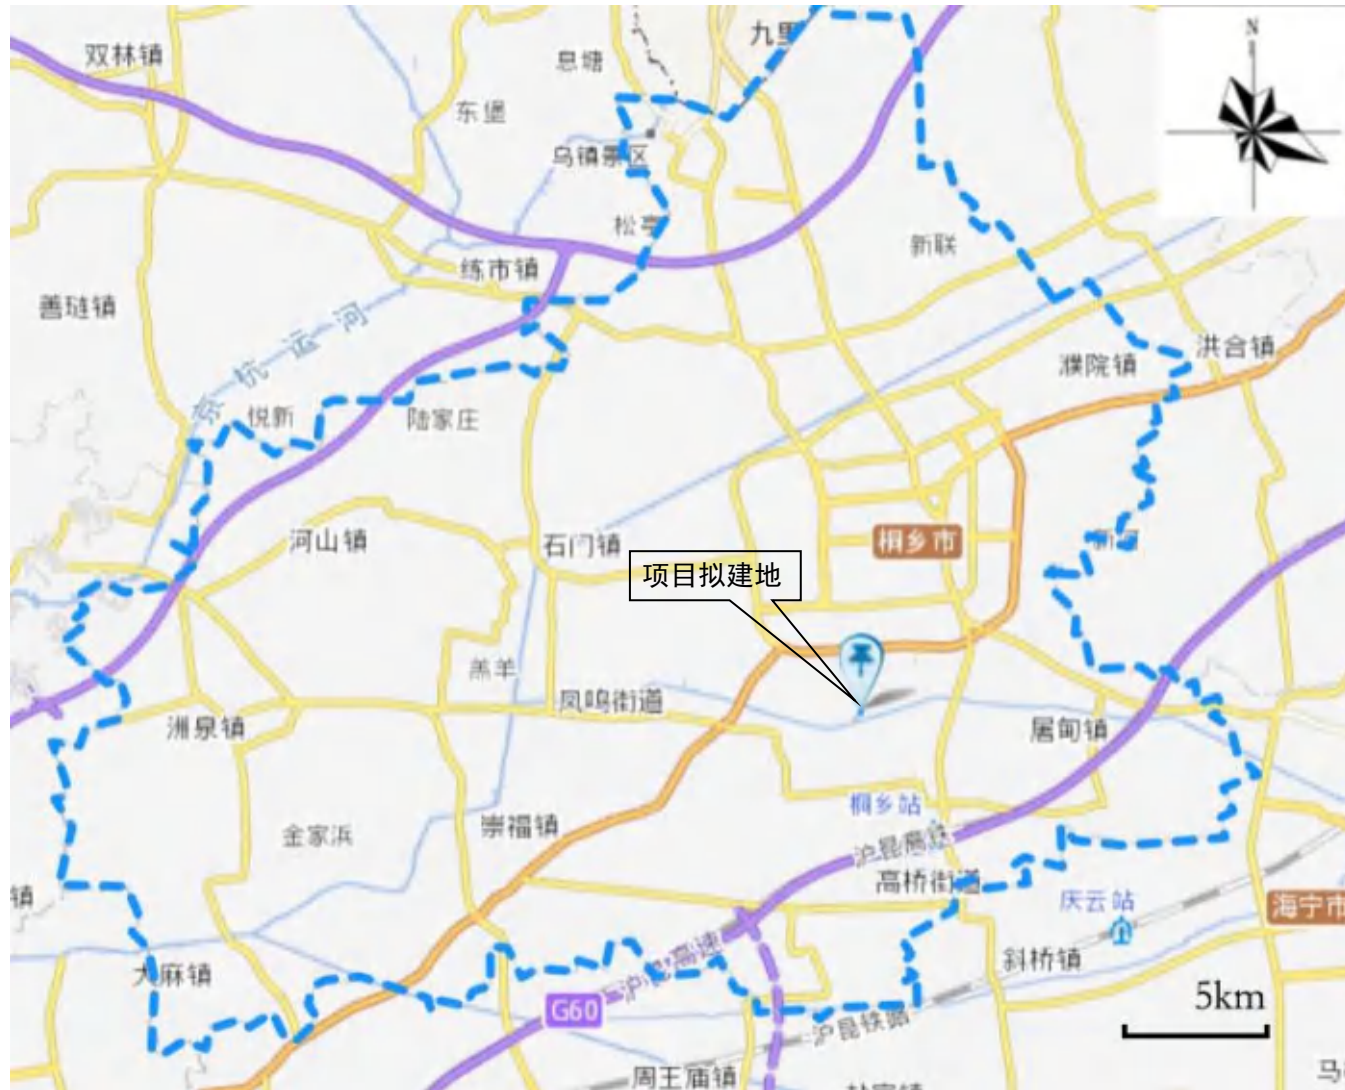 双林镇
息塘
九里
N
东堡
乌镇景区
松亭
新联
练市镇
善琏镇
京杭运河
洪合镇
濮院镇
悦新
陆家庄
河山镇
石门镇
桐乡市
项目拟建地
羔羊
凤鸣街道
洲泉镇
屠甸镇
桐乡站
崇福镇
金家浜
沪昆高铁
高桥街道
镇
庆云站
海宁市
大麻镇
沪昆高速
斜桥镇
5km
G60
沪昆铁路
周王庙镇
马